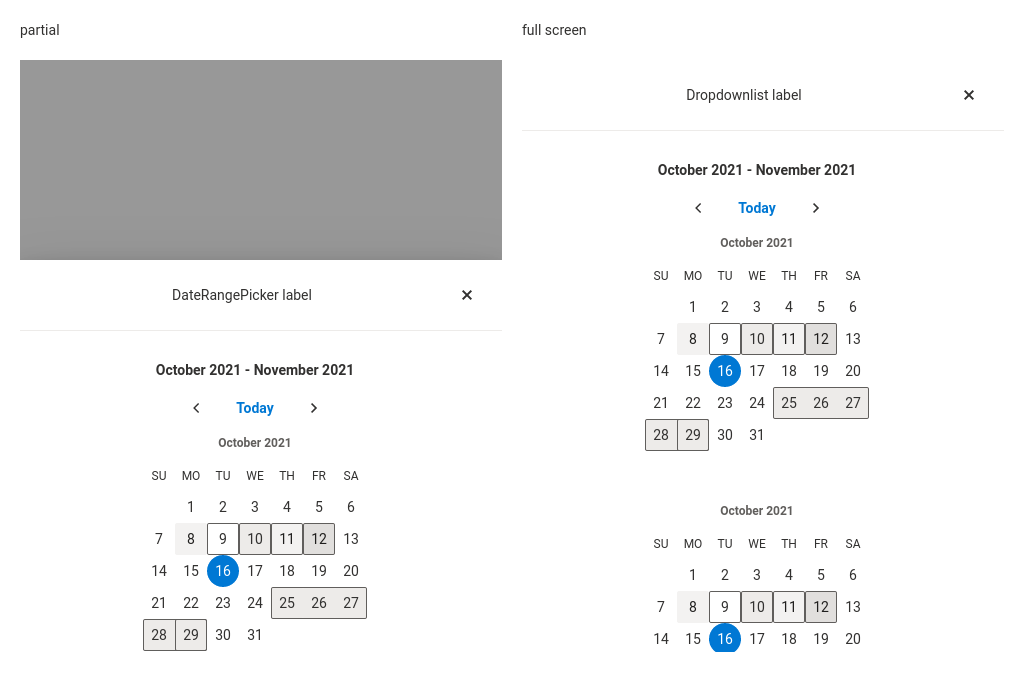 partial
DateRangePicker label
October 2021 - November 2021
Today
October 2021
SU MO TU WE TH FR SA
1 2 3 4 5 6
7 8 9 10 11 12 13
14 15 16 17 18 19 20
21 22 23 24 25 26 27
28 29 30 31
full screen
Dropdownlist label
October 2021 - November 2021
Today
October 2021
SU MO TU WE TH FR SA
1 2 3 4 5 6
7 8 9 10 11 12 13
14 15 16 17 18 19 20
21 22 23 24 25 26 27
28 29 30 31
October 2021
SU MO TU WE TH FR SA
1 2 3 4 5 6
7 8 9 10 11 12 13
14 15 16 17 18 19 20